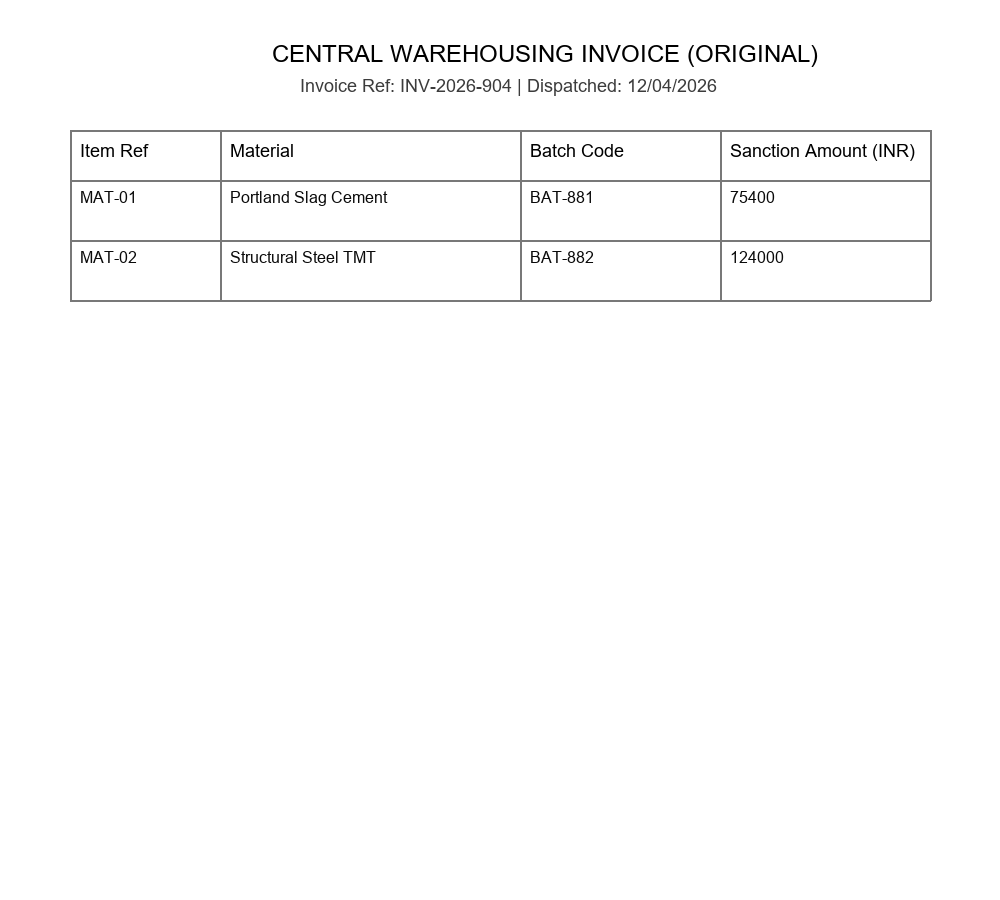 CENTRAL WAREHOUSING INVOICE (ORIGINAL)
Invoice Ref: INV-2026-904 | Dispatched: 12/04/2026
Item Ref Material Batch Code Sanction Amount (INR)
MAT-01 Portland Slag Cement BAT-881 75400
MAT-02 Structural Steel TMT BAT-882 124000